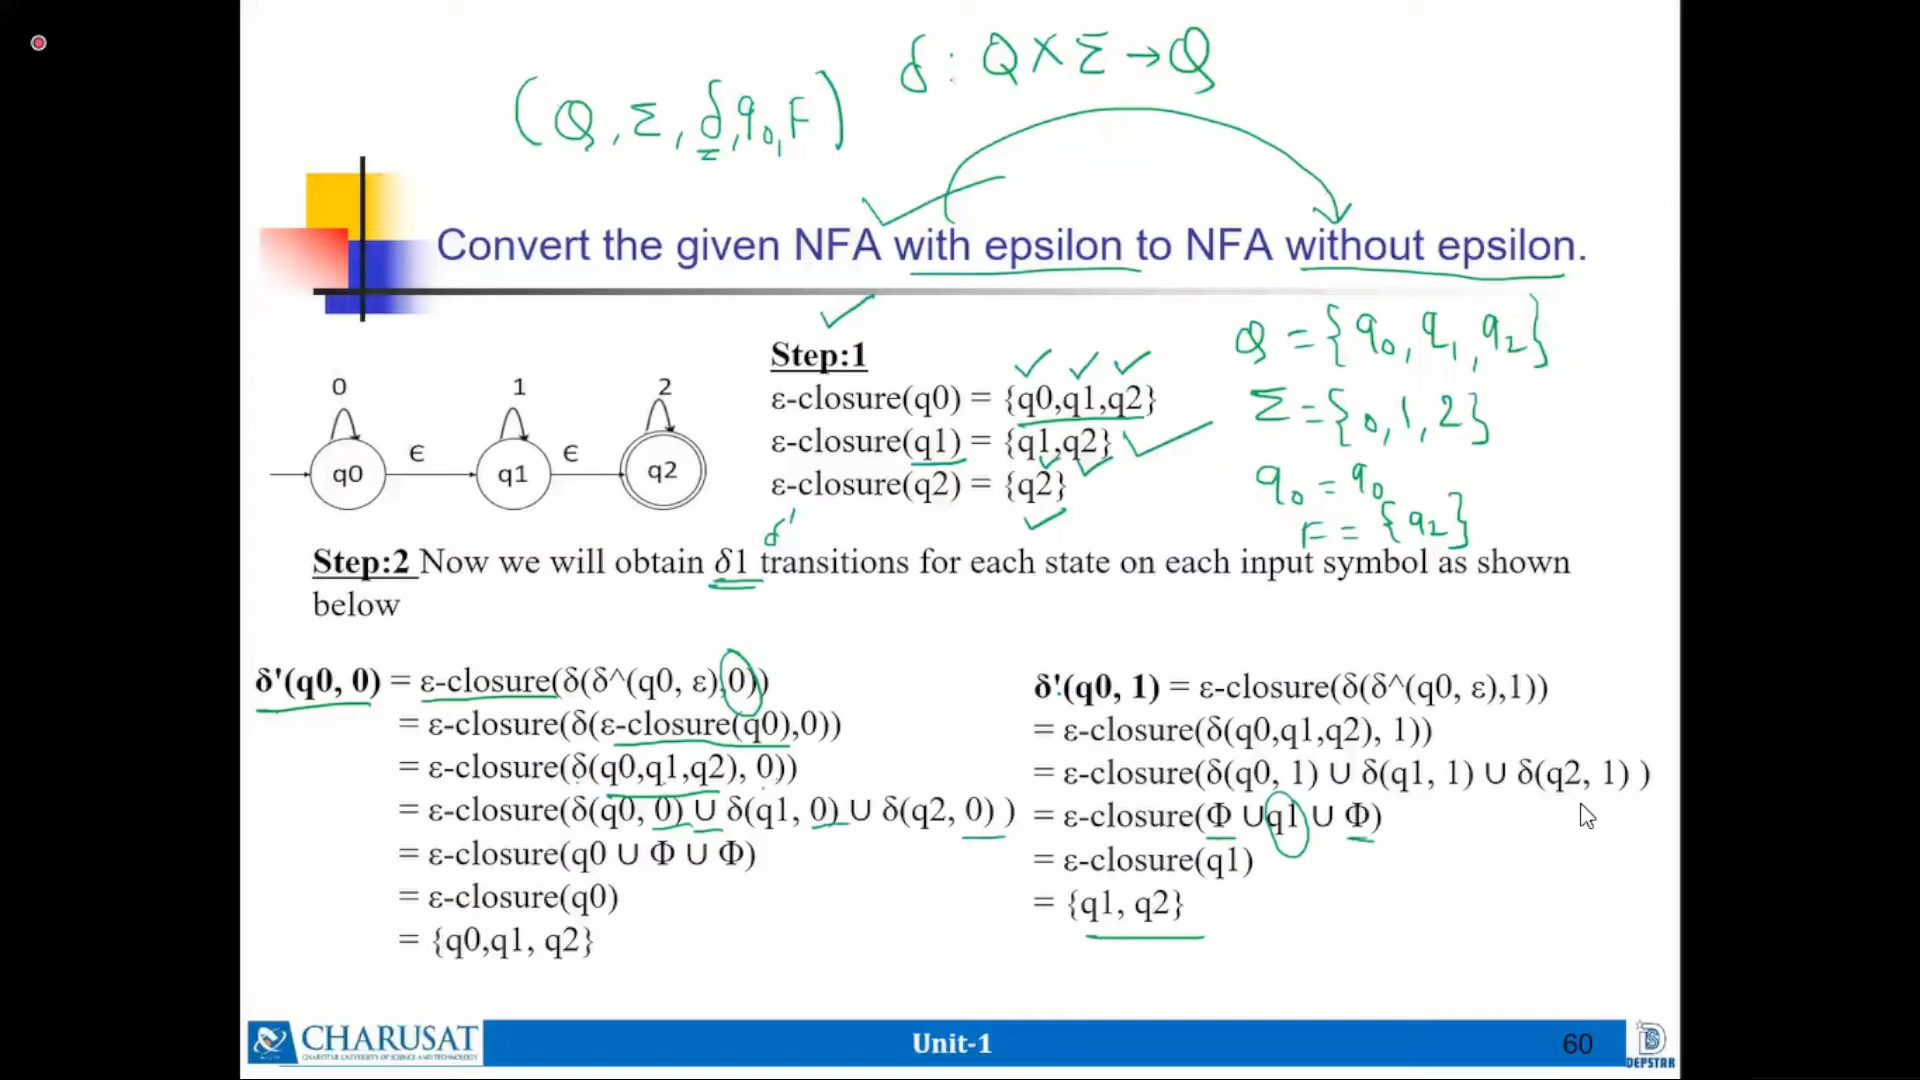 δ : Q X Σ → Q
(Q, Σ, δ, q0, F)
Convert the given NFA with epsilon to NFA without epsilon.
0 1 2
q0 ϵ q1 ϵ q2
Step:1
ε-closure(q0) = {q0,q1,q2}
ε-closure(q1) = {q1,q2}
ε-closure(q2) = {q2}
Q = {q0, q1, q2}
Σ = {0, 1, 2}
q0 = q0
F = {q2}
δ'
Step:2 Now we will obtain δ1 transitions for each state on each input symbol as shown
below
δ'(q0, 0) = ε-closure(δ(δ^(q0, ε),0))
= ε-closure(δ(ε-closure(q0),0))
= ε-closure(δ(q0,q1,q2), 0))
= ε-closure(δ(q0, 0) ∪ δ(q1, 0) ∪ δ(q2, 0) )
= ε-closure(q0 ∪ Φ ∪ Φ)
= ε-closure(q0)
= {q0,q1, q2}
δ'(q0, 1) = ε-closure(δ(δ^(q0, ε),1))
= ε-closure(δ(q0,q1,q2), 1))
= ε-closure(δ(q0, 1) ∪ δ(q1, 1) ∪ δ(q2, 1) )
= ε-closure(Φ ∪q1 ∪ Φ)
= ε-closure(q1)
= {q1, q2}
CHARUSAT
CHAROTAR UNIVERSITY OF SCIENCE AND TECHNOLOGY
Unit-1
60
DEPSTAR